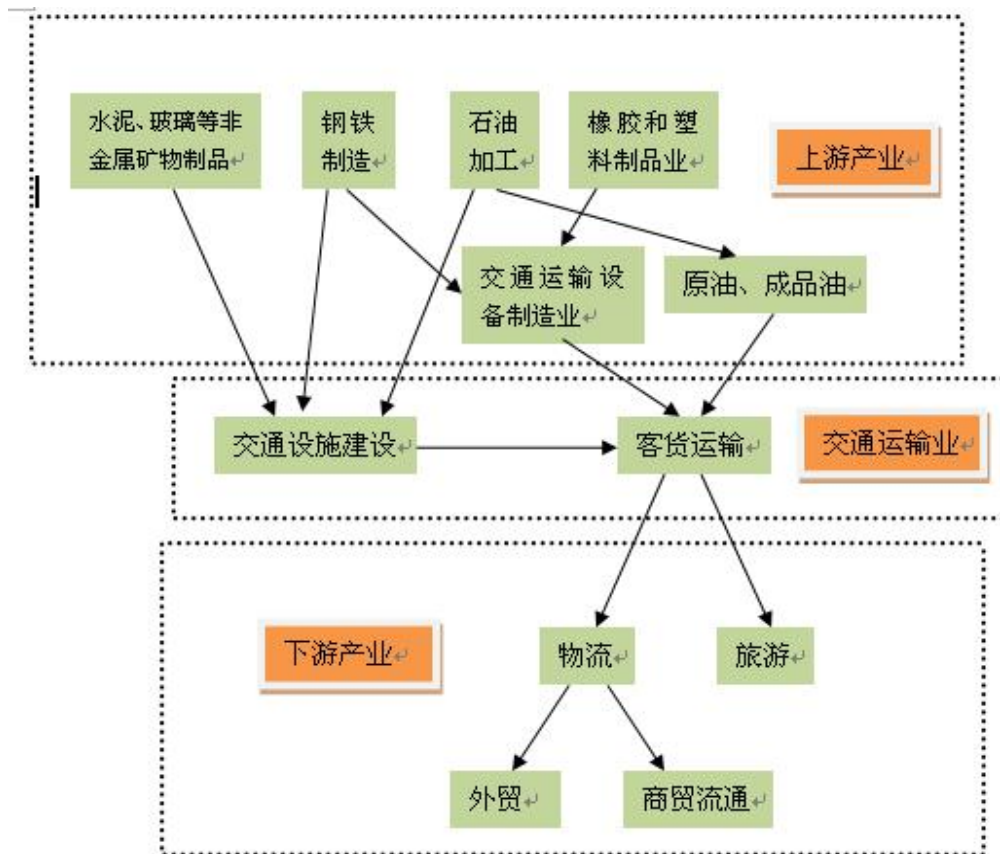 水泥、玻璃等非
金属矿物制品
钢铁
制造
石油
加工
橡胶和塑
料制品业
上游产业
交通运输设
备制造业
原油、成品油
交通设施建设
客货运输
交通运输业
下游产业
物流
旅游
外贸
商贸流通